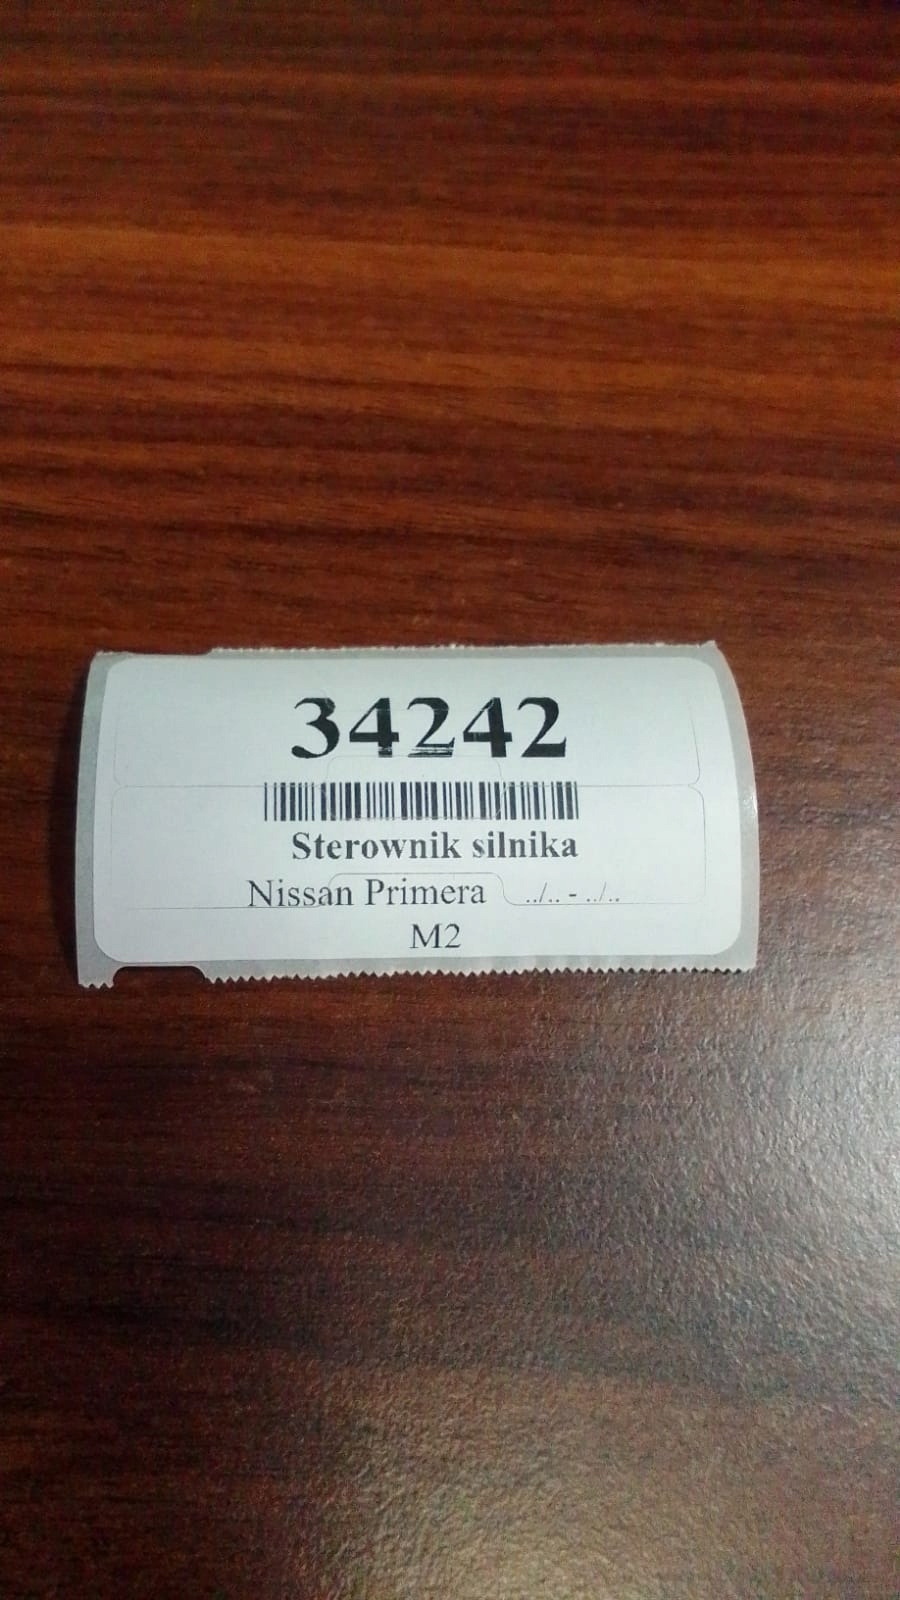 34242
Sterownik silnika
Nissan Primera ../.. - ../..
M2